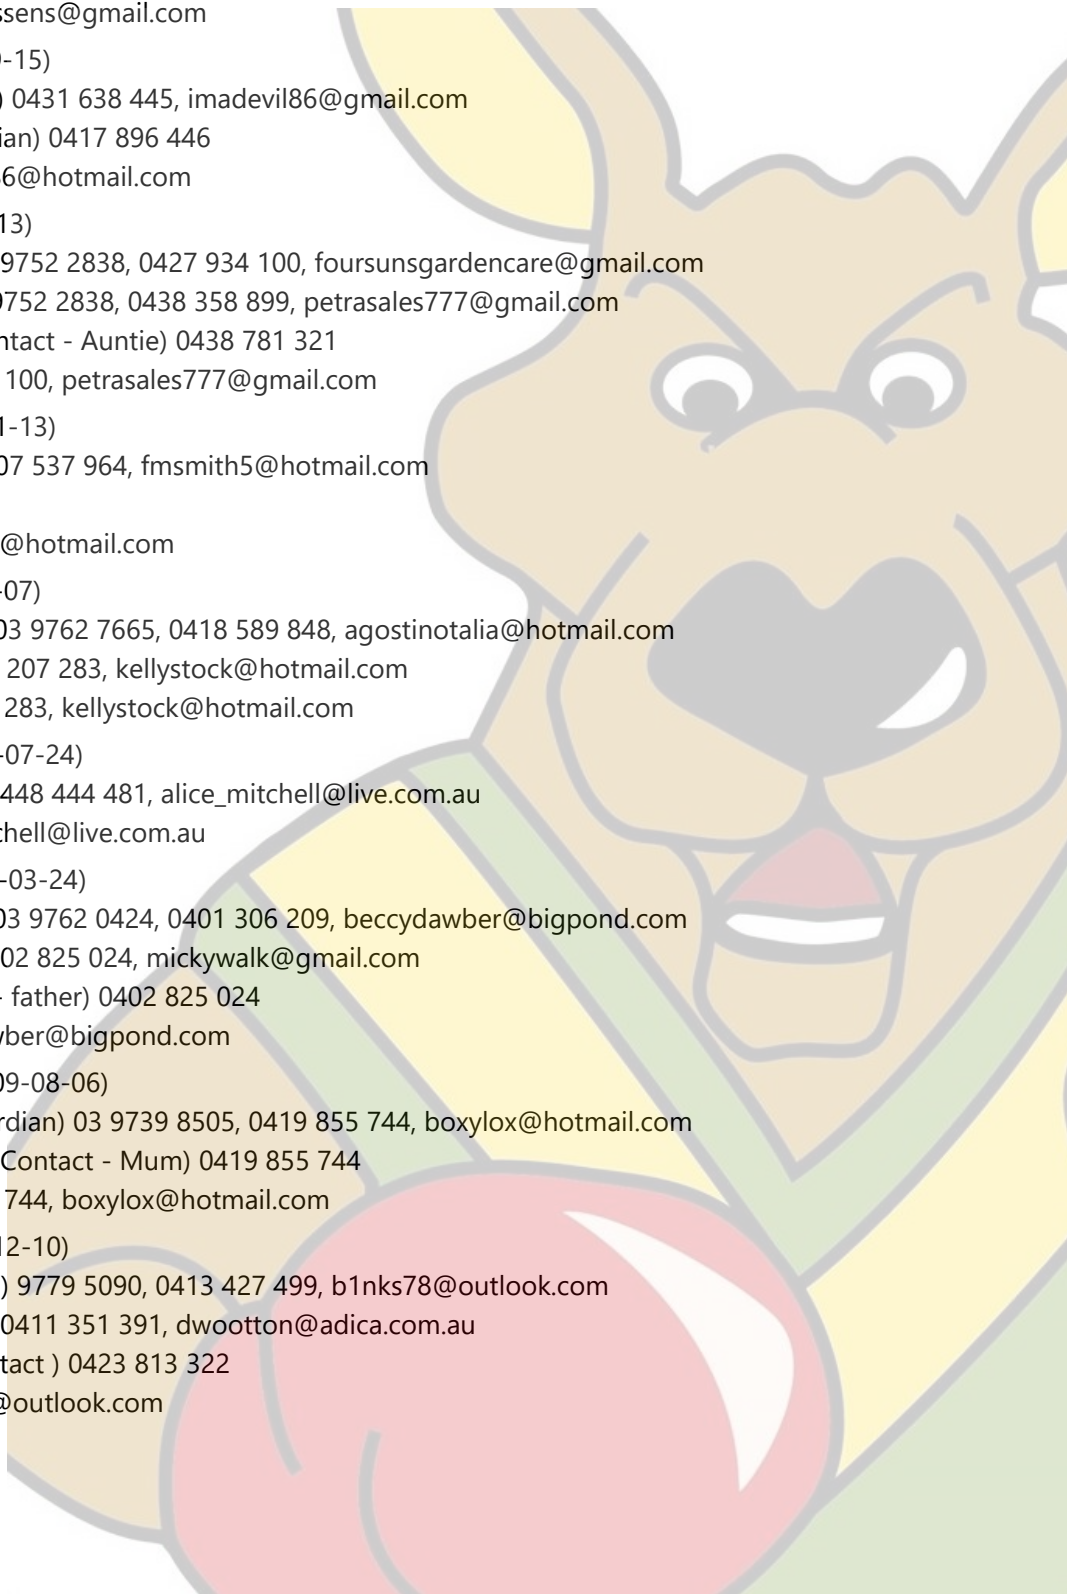 ssens@gmail.com
-15)
) 0431 638 445, imadevil86@gmail.com
ian) 0417 896 446
6@hotmail.com
13)
9752 2838, 0427 934 100, foursunsgardencare@gmail.com
9752 2838, 0438 358 899, petrasales777@gmail.com
ntact - Auntie) 0438 781 321
100, petrasales777@gmail.com
1-13)
07 537 964, fmsmith5@hotmail.com
@hotmail.com
-07)
03 9762 7665, 0418 589 848, agostinotalia@hotmail.com
207 283, kellystock@hotmail.com
283, kellystock@hotmail.com
-07-24)
448 444 481, alice_mitchell@live.com.au
chell@live.com.au
-03-24)
03 9762 0424, 0401 306 209, beccydawber@bigpond.com
02 825 024, mickywalk@gmail.com
- father) 0402 825 024
wber@bigpond.com
09-08-06)
rdian) 03 9739 8505, 0419 855 744, boxylox@hotmail.com
Contact - Mum) 0419 855 744
744, boxylox@hotmail.com
12-10)
) 9779 5090, 0413 427 499, b1nks78@outlook.com
0411 351 391, dwootton@adica.com.au
tact ) 0423 813 322
@outlook.com